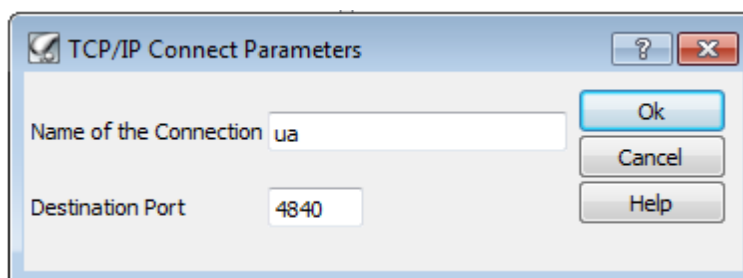 TCP/IP Connect Parameters
Name of the Connection ua
Ok
Cancel
Destination Port 4840
Help